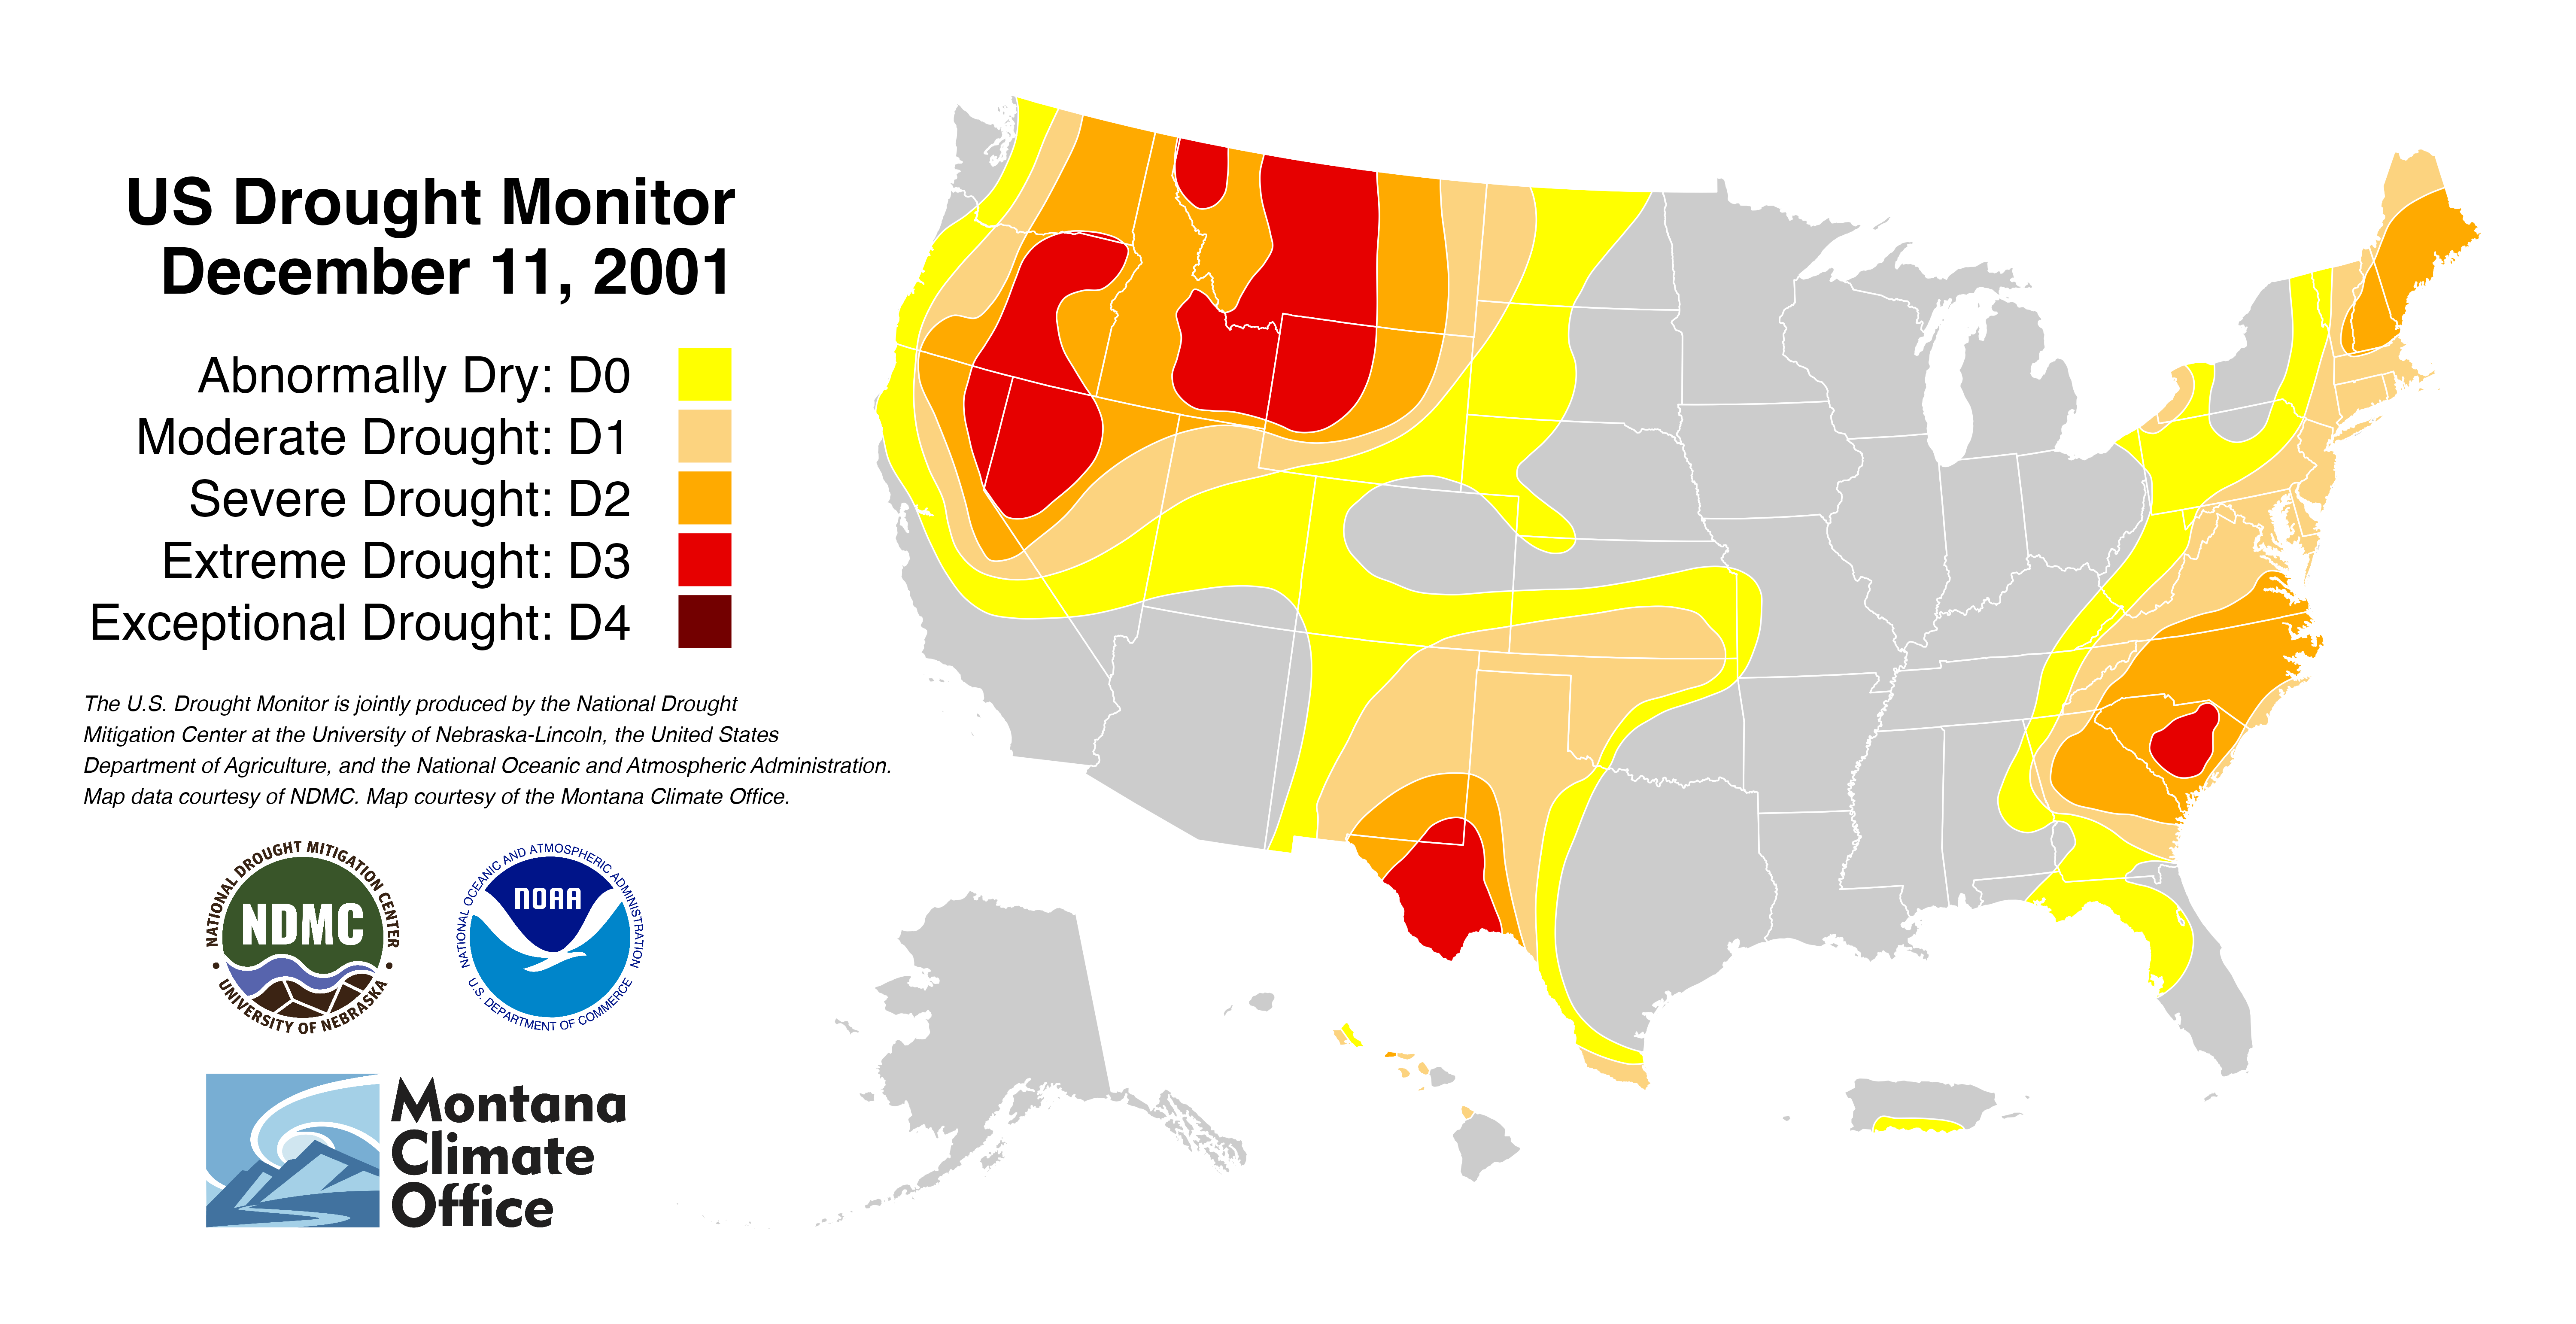 US Drought Monitor
December 11, 2001
Abnormally Dry: D0
Moderate Drought: D1
Severe Drought: D2
Extreme Drought: D3
Exceptional Drought: D4
The U.S. Drought Monitor is jointly produced by the National Drought
Mitigation Center at the University of Nebraska-Lincoln, the United States
Department of Agriculture, and the National Oceanic and Atmospheric Administration.
Map data courtesy of NDMC. Map courtesy of the Montana Climate Office.
NATIONAL DROUGHT MITIGATION CENTER
NDMC
UNIVERSITY OF NEBRASKA
NATIONAL OCEANIC AND ATMOSPHERIC ADMINISTRATION
NOAA
U.S. DEPARTMENT OF COMMERCE
Montana
Climate
Office